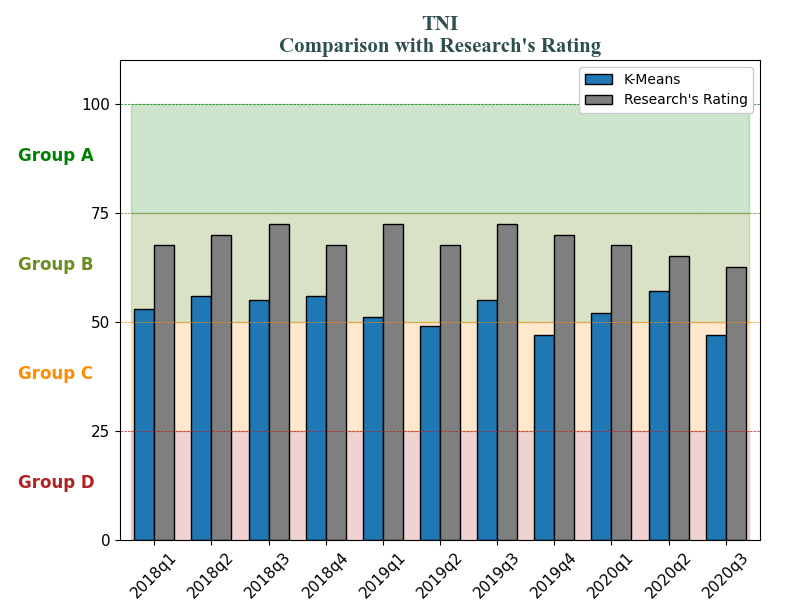 TNI
Comparison with Research's Rating
K-Means
Research's Rating
100
Group A
75
Group B
50
Group C
25
Group D
0
2018q1
2018q2
2018q3
2018q4
2019q1
2019q2
2019q3
2019q4
2020q1
2020q2
2020q3